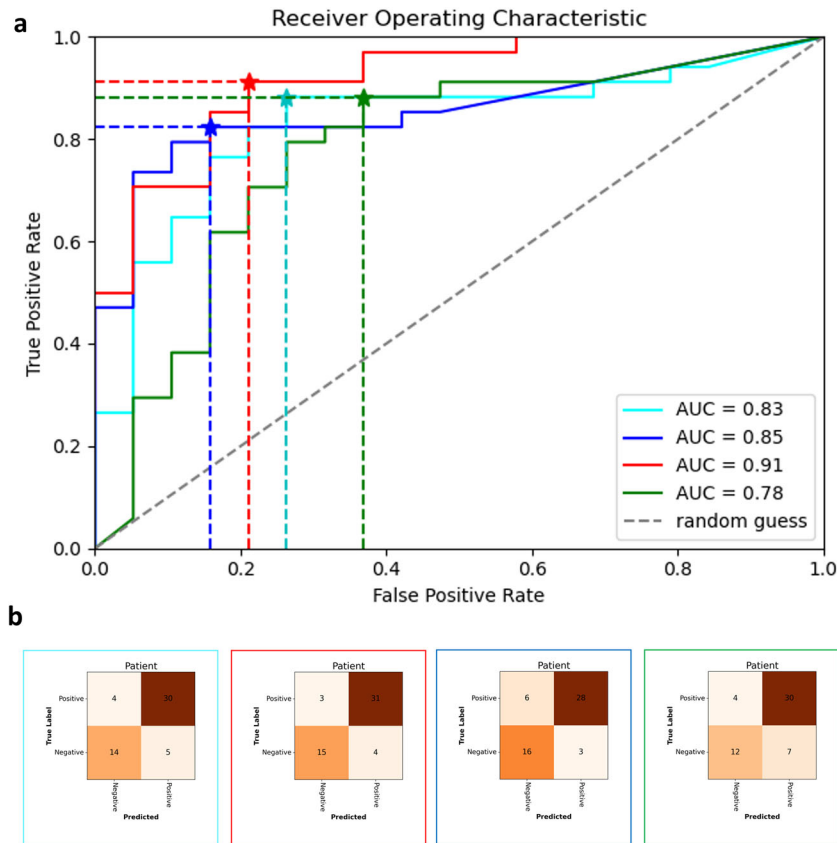 a
Receiver Operating Characteristic
1.0
0.8
0.6
0.4
0.2
0.0
True Positive Rate
0.0 0.2 0.4 0.6 0.8 1.0
False Positive Rate
AUC = 0.83
AUC = 0.85
AUC = 0.91
AUC = 0.78
random guess
b
Patient
True Label
Positive 4 30
Negative 14 5
Negative Positive
Predicted
Patient
True Label
Positive 3 31
Negative 15 4
Negative Positive
Predicted
Patient
True Label
Positive 6 28
Negative 16 3
Negative Positive
Predicted
Patient
True Label
Positive 4 30
Negative 12 7
Negative Positive
Predicted